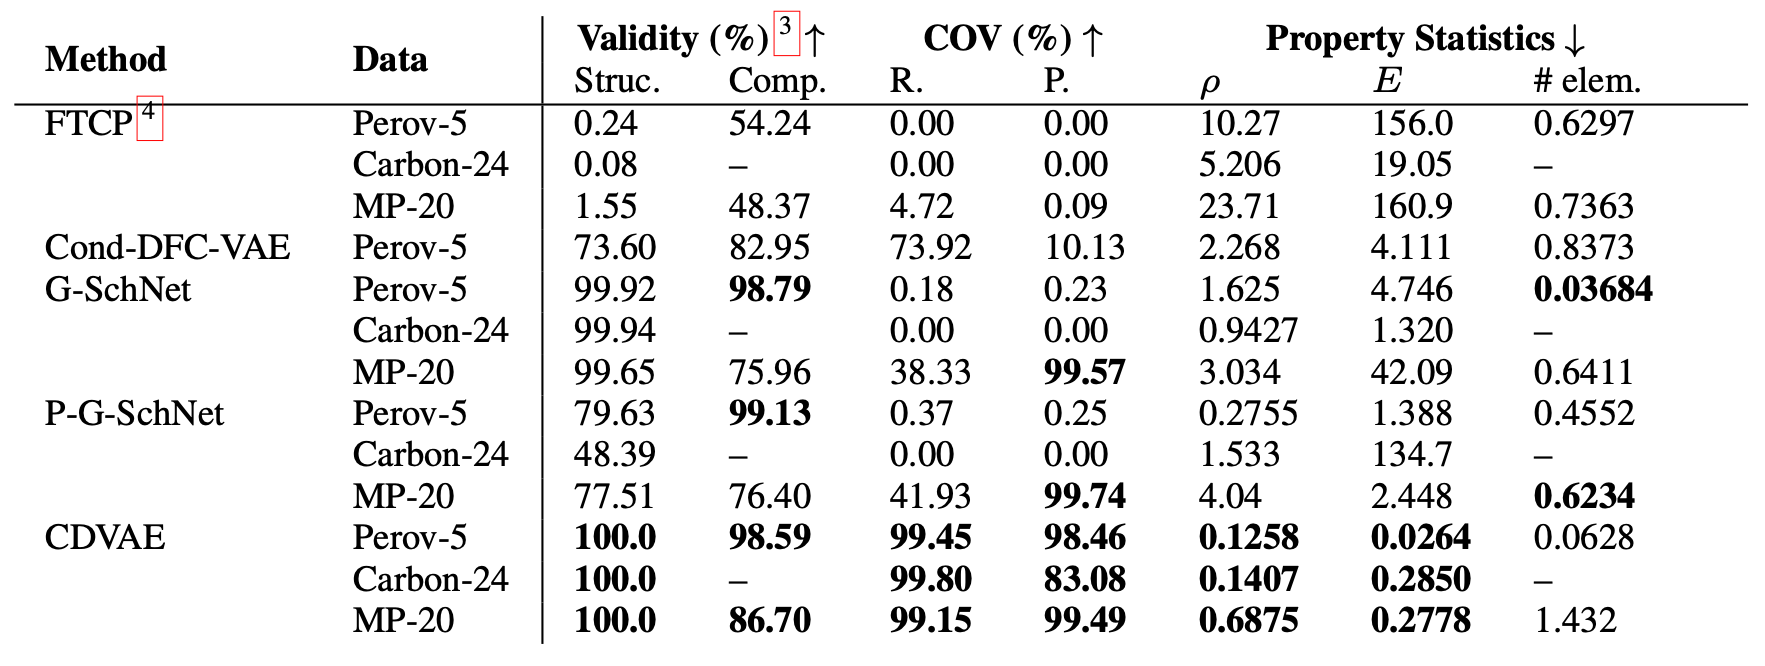 Method Data Validity (%) 3 ↑ COV (%) ↑ Property Statistics ↓
Struc. Comp. R. P. ρ E # elem.
FTCP 4 Perov-5 0.24 54.24 0.00 0.00 10.27 156.0 0.6297
Carbon-24 0.08 – 0.00 0.00 5.206 19.05 –
MP-20 1.55 48.37 4.72 0.09 23.71 160.9 0.7363
Cond-DFC-VAE Perov-5 73.60 82.95 73.92 10.13 2.268 4.111 0.8373
G-SchNet Perov-5 99.92 98.79 0.18 0.23 1.625 4.746 0.03684
Carbon-24 99.94 – 0.00 0.00 0.9427 1.320 –
MP-20 99.65 75.96 38.33 99.57 3.034 42.09 0.6411
P-G-SchNet Perov-5 79.63 99.13 0.37 0.25 0.2755 1.388 0.4552
Carbon-24 48.39 – 0.00 0.00 1.533 134.7 –
MP-20 77.51 76.40 41.93 99.74 4.04 2.448 0.6234
CDVAE Perov-5 100.0 98.59 99.45 98.46 0.1258 0.0264 0.0628
Carbon-24 100.0 – 99.80 83.08 0.1407 0.2850 –
MP-20 100.0 86.70 99.15 99.49 0.6875 0.2778 1.432